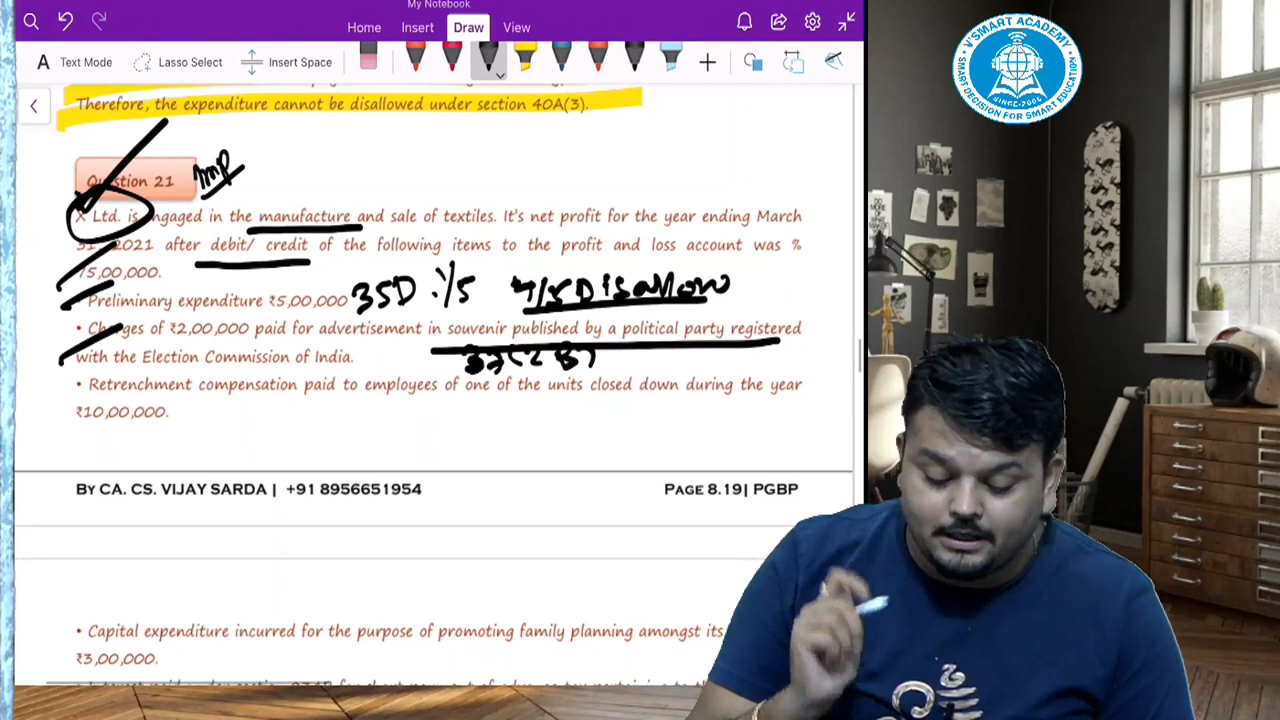 My Notebook
Home Insert Draw View
Text Mode Lasso Select Insert Space
V'SMART ACADEMY
SMART DECISION FOR SMART EDUCATION
SINCE-2006
Therefore, the expenditure cannot be disallowed under section 40A(3).
Question 21 Imp
X Ltd. is engaged in the manufacture and sale of textiles. It's net profit for the year ending March
31, 2021 after debit/ credit of the following items to the profit and loss account was %
75,00,000.
• Preliminary expenditure ₹5,00,000 35D : 1/5 4/5 Disallow
• Charges of ₹2,00,000 paid for advertisement in souvenir published by a political party registered
with the Election Commission of India. 37(2B)
• Retrenchment compensation paid to employees of one of the units closed down during the year
₹10,00,000.
BY CA. CS. VIJAY SARDA | +91 8956651954 PAGE 8.19| PGBP
• Capital expenditure incurred for the purpose of promoting family planning amongst its
₹3,00,000.